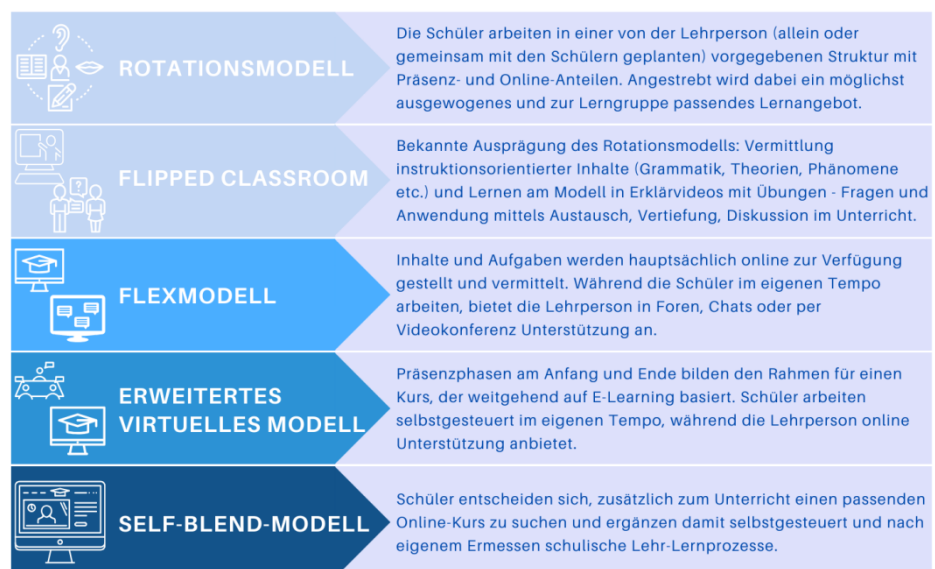 ROTATIONSMODELL
Die Schüler arbeiten in einer von der Lehrperson (allein oder
gemeinsam mit den Schülern geplanten) vorgegebenen Struktur mit
Präsenz- und Online-Anteilen. Angestrebt wird dabei ein möglichst
ausgewogenes und zur Lerngruppe passendes Lernangebot.
FLIPPED CLASSROOM
Bekannte Ausprägung des Rotationsmodells: Vermittlung
instruktionsorientierter Inhalte (Grammatik, Theorien, Phänomene
etc.) und Lernen am Modell in Erklärvideos mit Übungen - Fragen und
Anwendung mittels Austausch, Vertiefung, Diskussion im Unterricht.
FLEXMODELL
Inhalte und Aufgaben werden hauptsächlich online zur Verfügung
gestellt und vermittelt. Während die Schüler im eigenen Tempo
arbeiten, bietet die Lehrperson in Foren, Chats oder per
Videokonferenz Unterstützung an.
ERWEITERTES
VIRTUELLES MODELL
Präsenzphasen am Anfang und Ende bilden den Rahmen für einen
Kurs, der weitgehend auf E-Learning basiert. Schüler arbeiten
selbstgesteuert im eigenen Tempo, während die Lehrperson online
Unterstützung anbietet.
SELF-BLEND-MODELL
Schüler entscheiden sich, zusätzlich zum Unterricht einen passenden
Online-Kurs zu suchen und ergänzen damit selbstgesteuert und nach
eigenem Ermessen schulische Lehr-Lernprozesse.